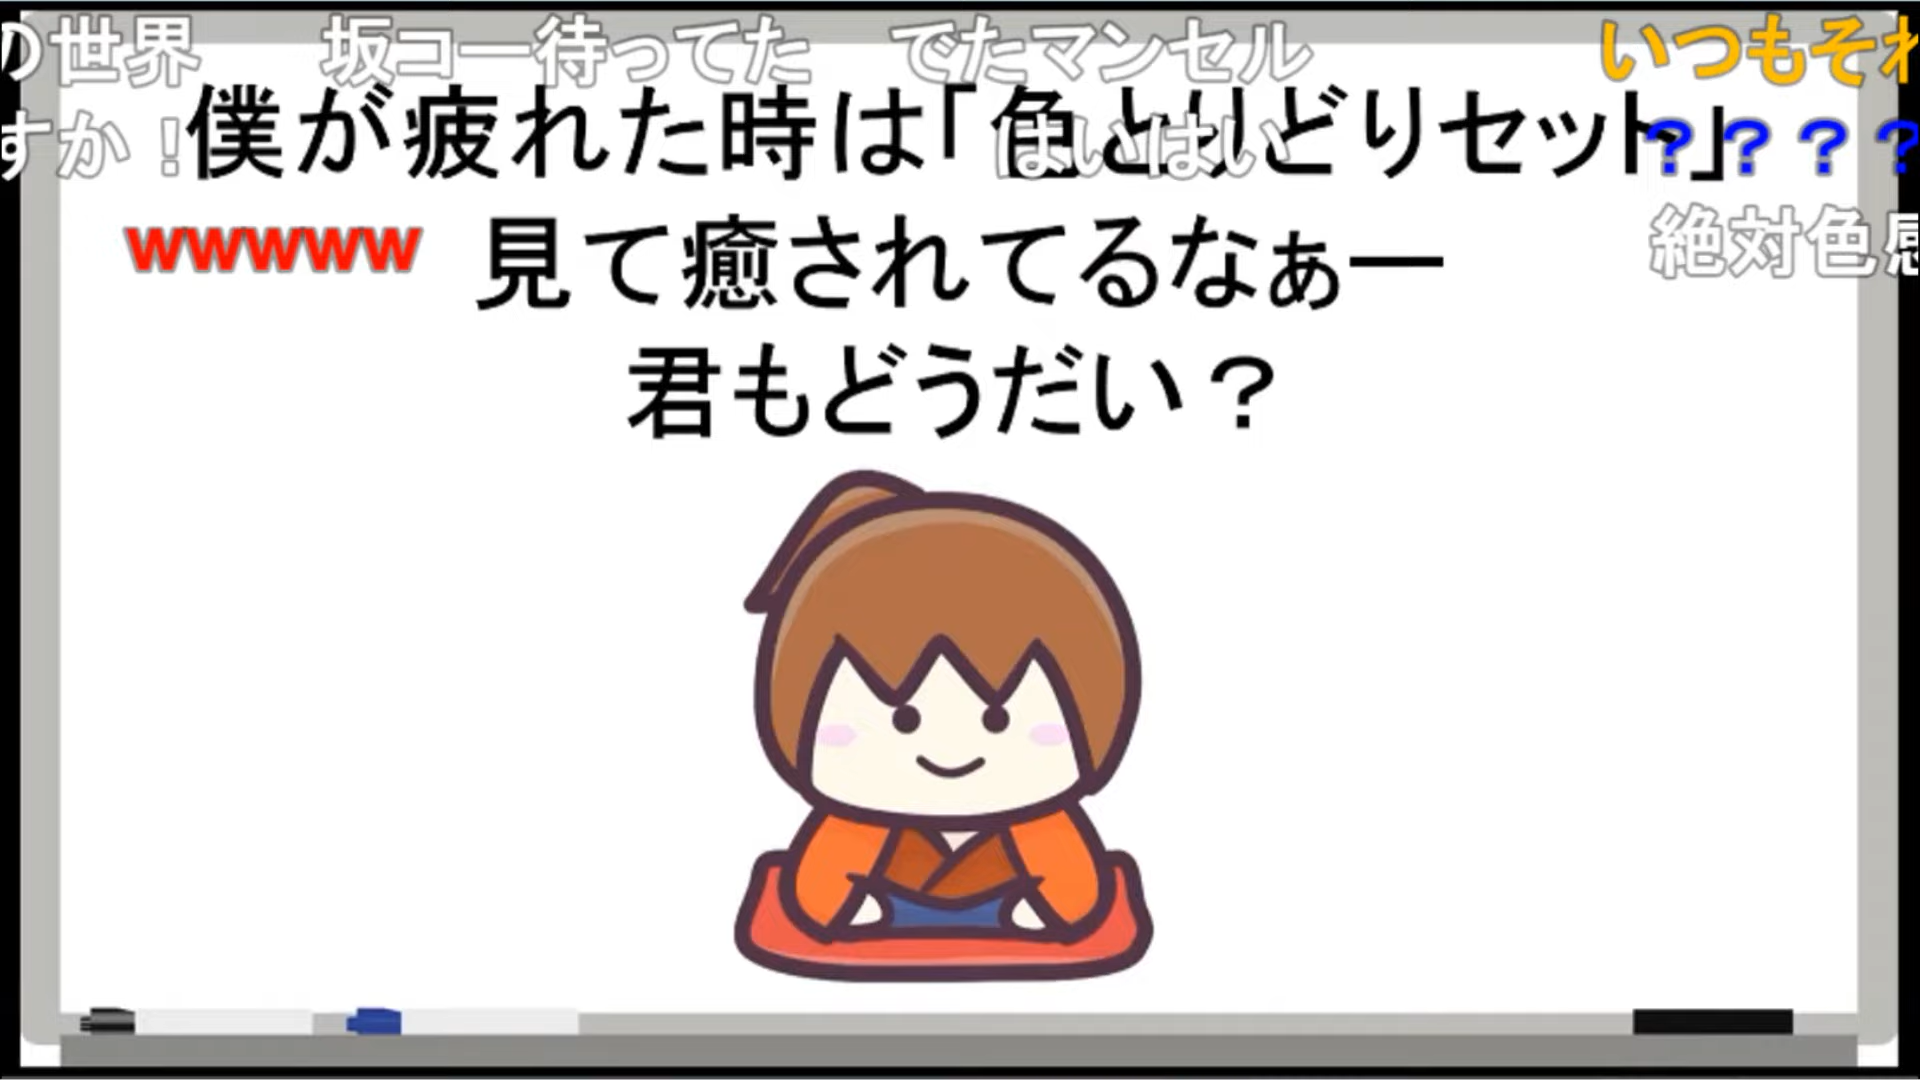 の世界
坂コー待ってた
でたマンセル
いつもそれ
すか！
僕が疲れた時は「色とりどりセット」
はいはい
？？？？
wwwww
見て癒されてるなぁー
絶対色感
君もどうだい？